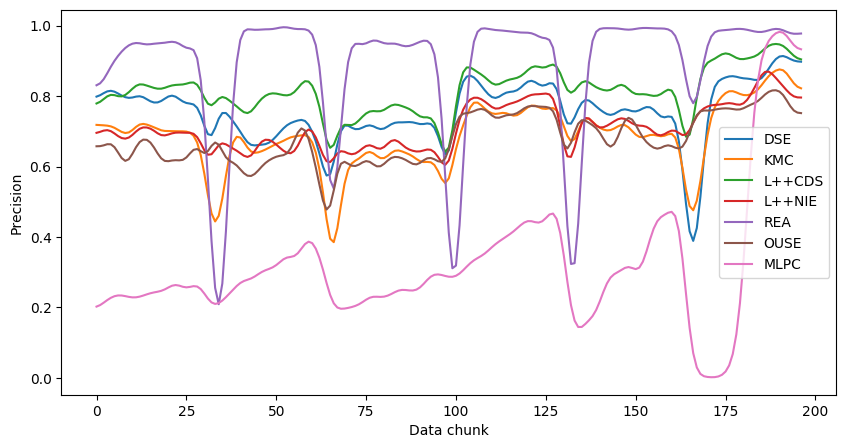 1.0
0.8
0.6
0.4
0.2
0.0
Precision
0 25 50 75 100 125 150 175 200
Data chunk
DSE
KMC
L++CDS
L++NIE
REA
OUSE
MLPC